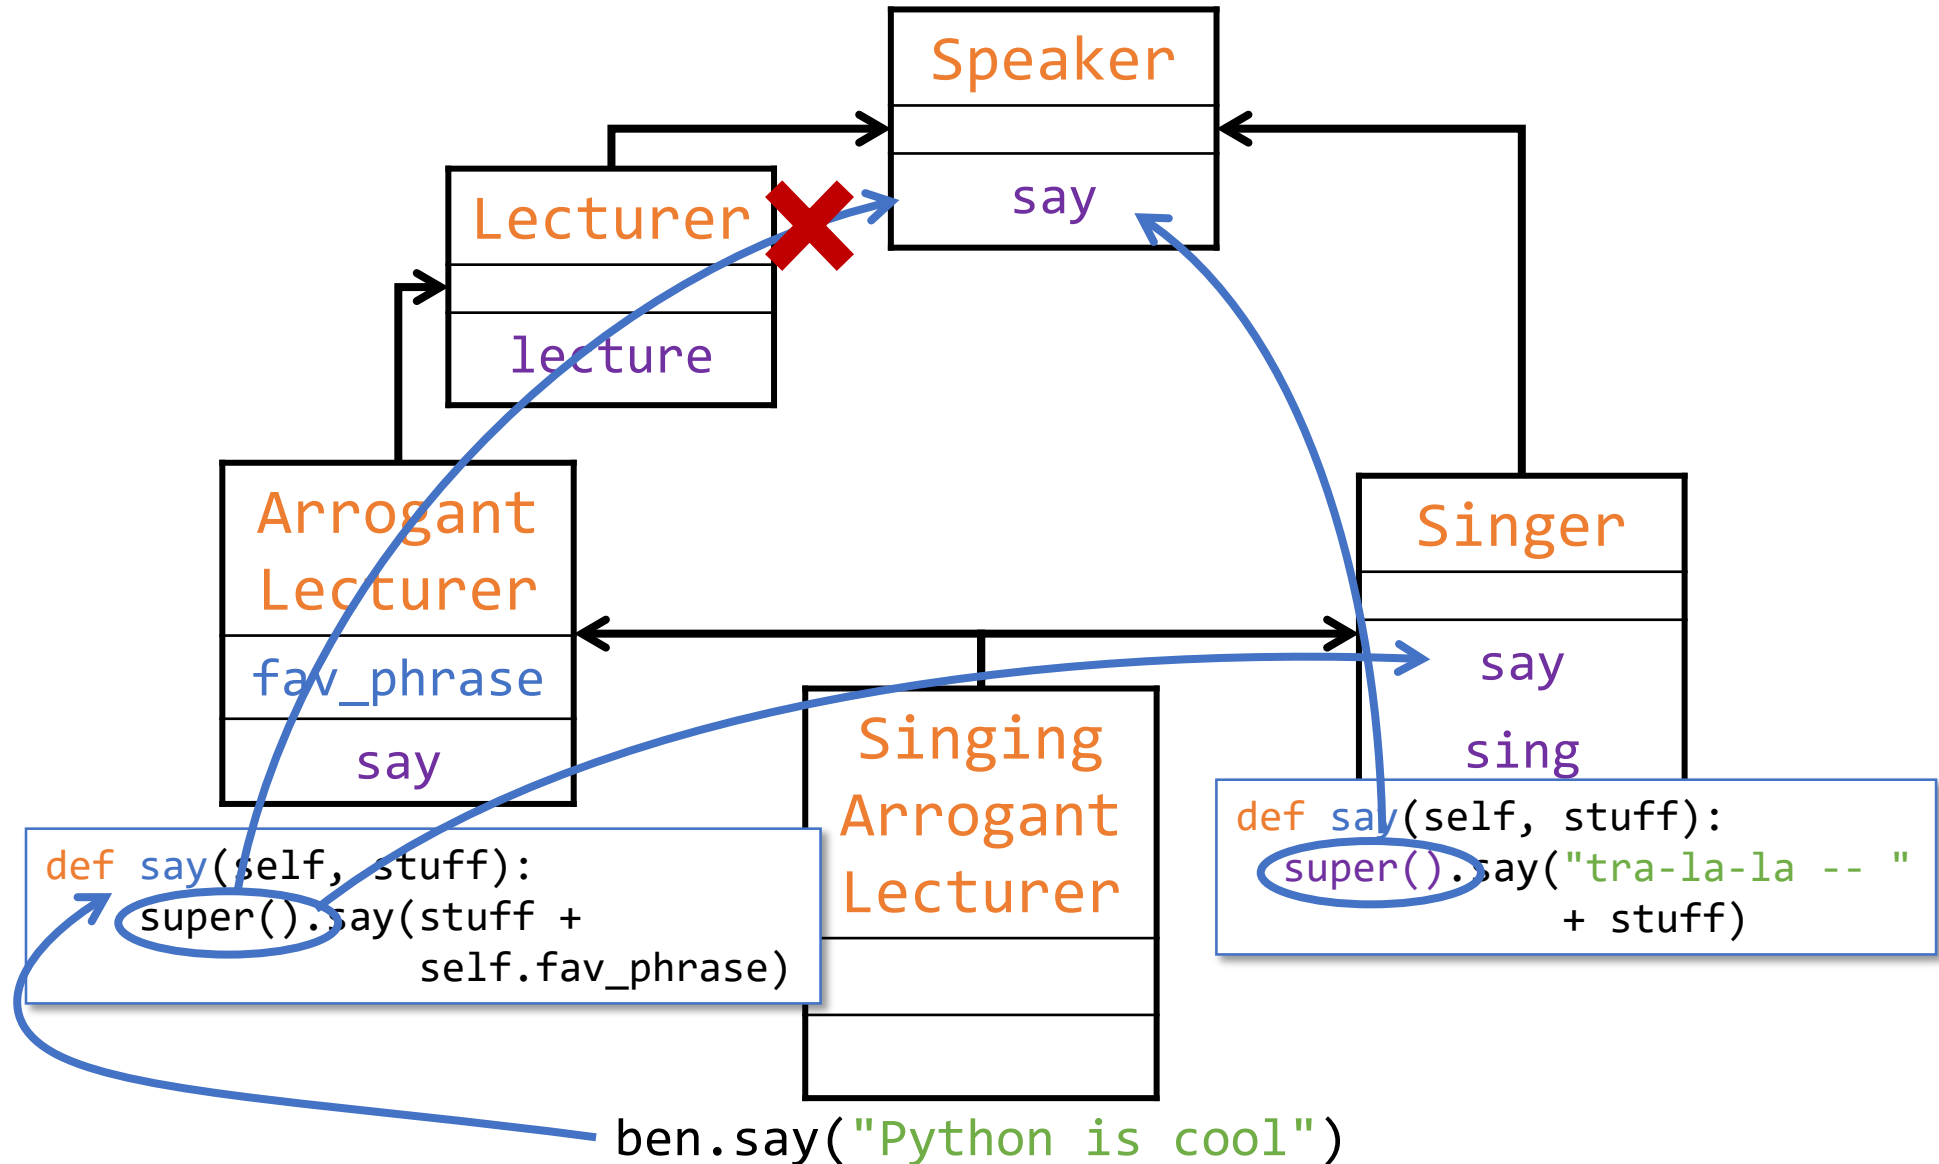 Speaker
say
Lecturer
lecture
Arrogant
Lecturer
fav_phrase
say
Singer
say
sing
Singing
Arrogant
Lecturer
def say(self, stuff):
super().say(stuff +
self.fav_phrase)
def say(self, stuff):
super().say("tra-la-la -- "
+ stuff)
ben.say("Python is cool")